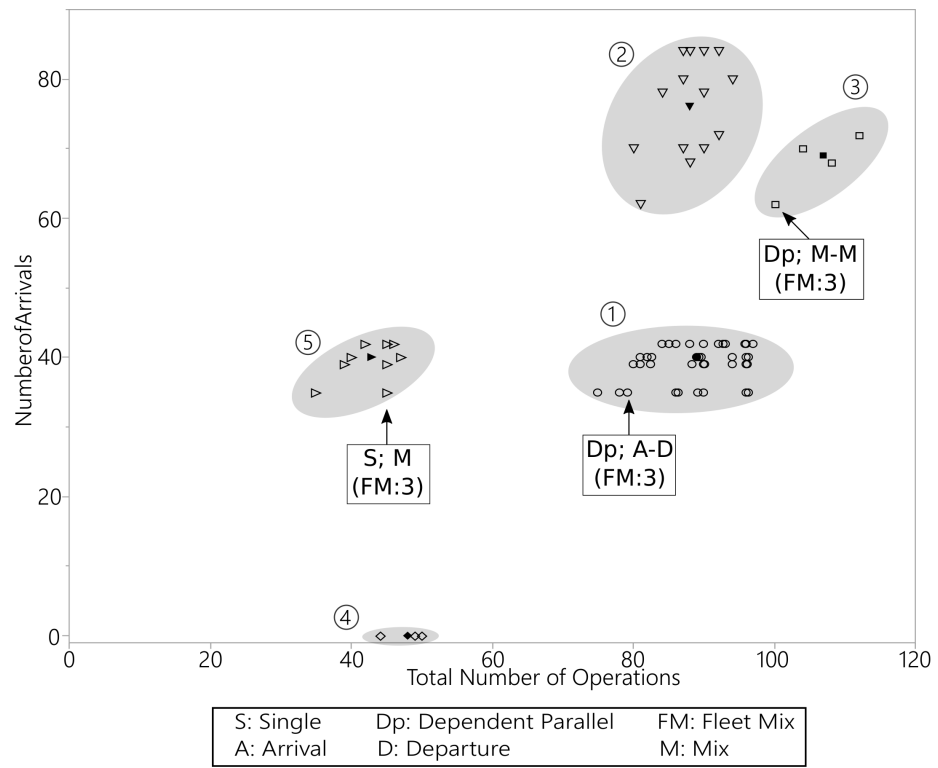 ②
③
80
60
Dp; M-M
(FM:3)
①
⑤
40
NumberofArrivals
S; M
(FM:3)
Dp; A-D
(FM:3)
20
④
0
0 20 40 60 80 100 120
Total Number of Operations
S: Single Dp: Dependent Parallel FM: Fleet Mix
A: Arrival D: Departure M: Mix